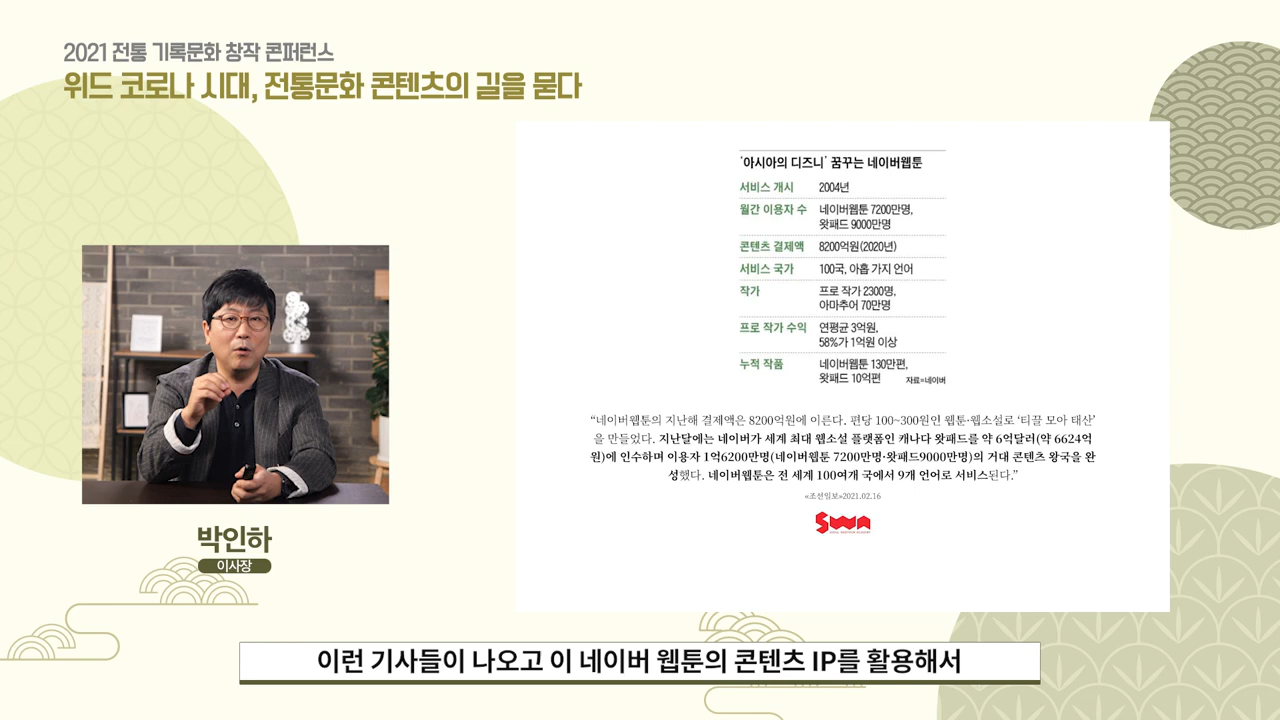 2021 전통 기록문화 창작 콘퍼런스
위드 코로나 시대, 전통문화 콘텐츠의 길을 묻다
'아시아의 디즈니' 꿈꾸는 네이버웹툰
서비스 개시 2004년
월간 이용자 수 네이버웹툰 7200만명,
왓패드 9000만명
콘텐츠 결제액 8200억원(2020년)
서비스 국가 100국, 아홉 가지 언어
작가 프로 작가 2300명,
아마추어 70만명
프로 작가 수익 연평균 3억원,
58%가 1억원 이상
누적 작품 네이버웹툰 130만편,
왓패드 10억편 자료=네이버
“네이버웹툰의 지난해 결제액은 8200억원에 이른다. 편당 100~300원인 웹툰·웹소설로 ‘티끌 모아 태산’
을 만들었다. 지난달에는 네이버가 세계 최대 웹소설 플랫폼인 캐나다 왓패드를 약 6억달러(약 6624억
원)에 인수하며 이용자 1억6200만명(네이버웹툰 7200만명·왓패드9000만명)의 거대 콘텐츠 왕국을 완
성했다. 네이버웹툰은 전 세계 100여개 국에서 9개 언어로 서비스된다.”
«조선일보»2021.02.16
SWA
박인하
이사장
이런 기사들이 나오고 이 네이버 웹툰의 콘텐츠 IP를 활용해서